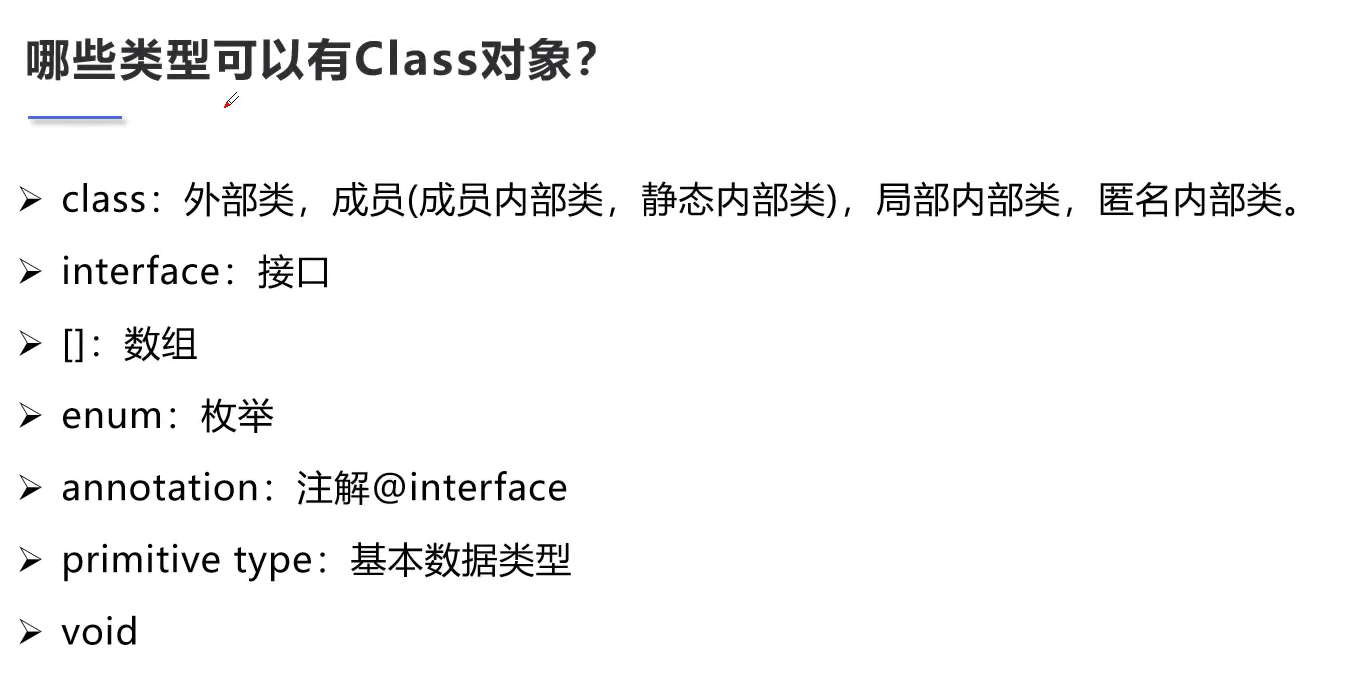 哪些类型可以有Class对象？
➢ class：外部类，成员(成员内部类，静态内部类)，局部内部类，匿名内部类。
➢ interface：接口
➢ []：数组
➢ enum：枚举
➢ annotation：注解@interface
➢ primitive type：基本数据类型
➢ void